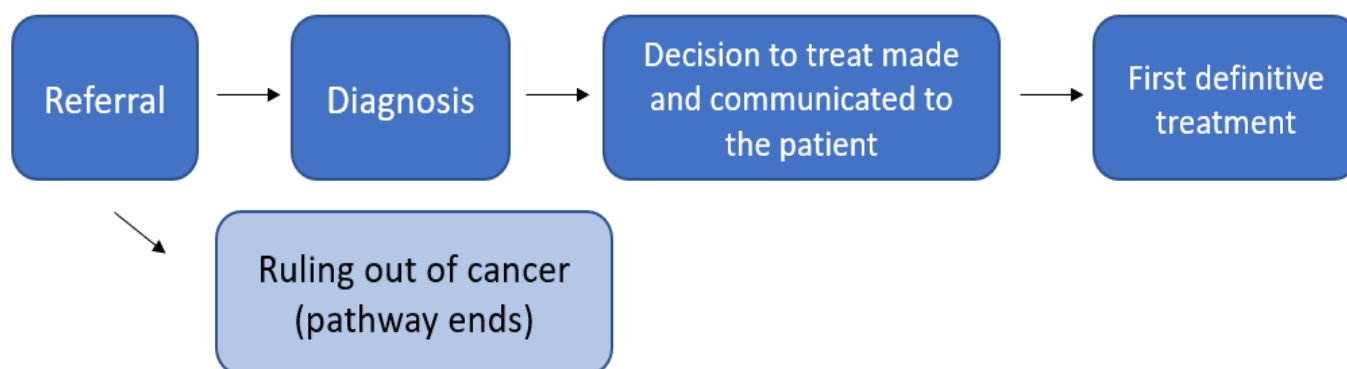 Referral
Diagnosis
Decision to treat made
and communicated to
the patient
First definitive
treatment
Ruling out of cancer
(pathway ends)